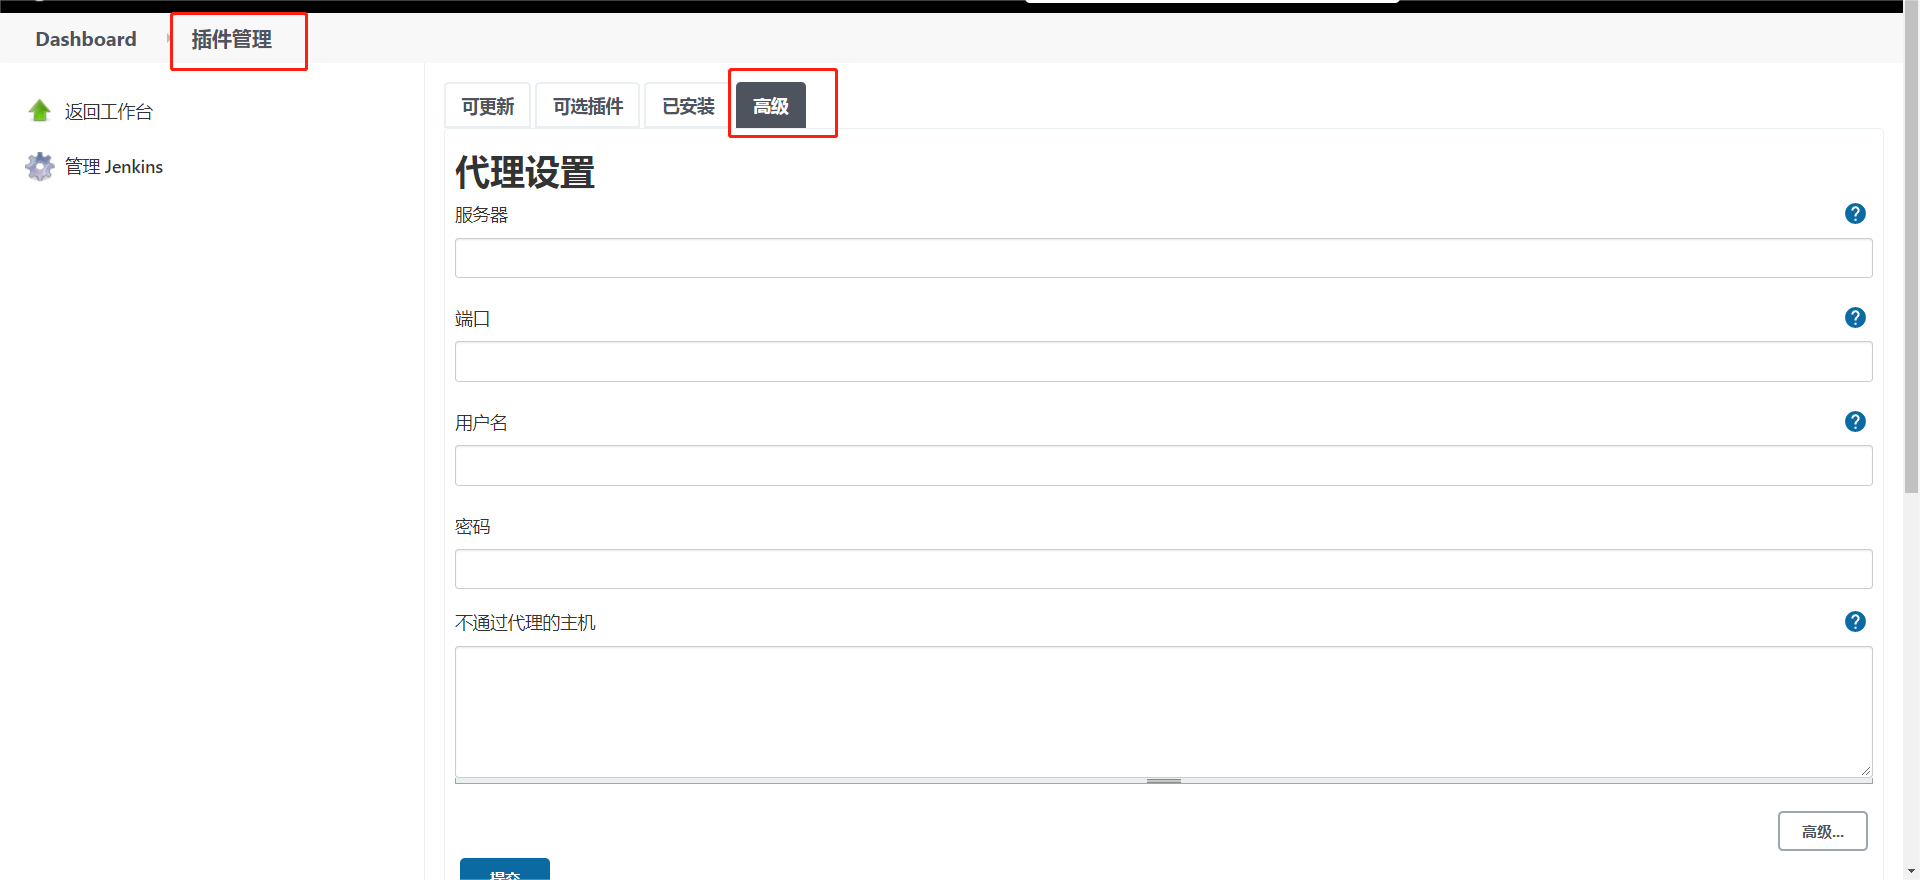 Dashboard 插件管理
返回工作台
管理 Jenkins
可更新 可选插件 已安装 高级
代理设置
服务器
端口
用户名
密码
不通过代理的主机
高级...
提交